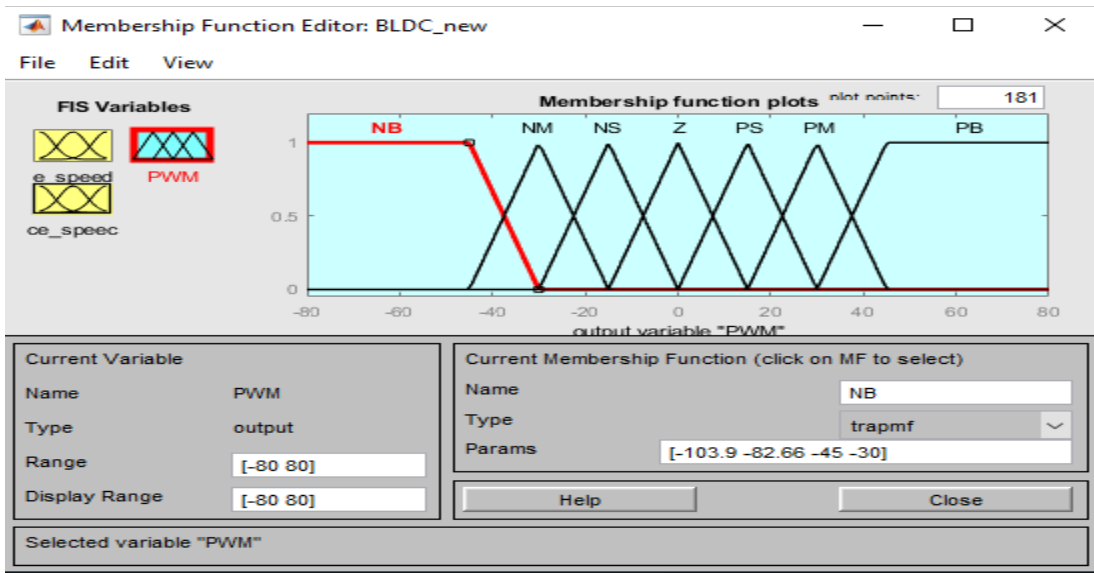 Membership Function Editor: BLDC_new
File Edit View
FIS Variables
Membership function plots plot points: 181
e_speed PWM
ce_speec
NB NM NS Z PS PM PB
1
0.5
0
-80 -60 -40 -20 0 20 40 60 80
output variable "PWM"
Current Variable
Name PWM
Type output
Range [-80 80]
Display Range [-80 80]
Current Membership Function (click on MF to select)
Name NB
Type trapmf
Params [-103.9 -82.66 -45 -30]
Help Close
Selected variable "PWM"